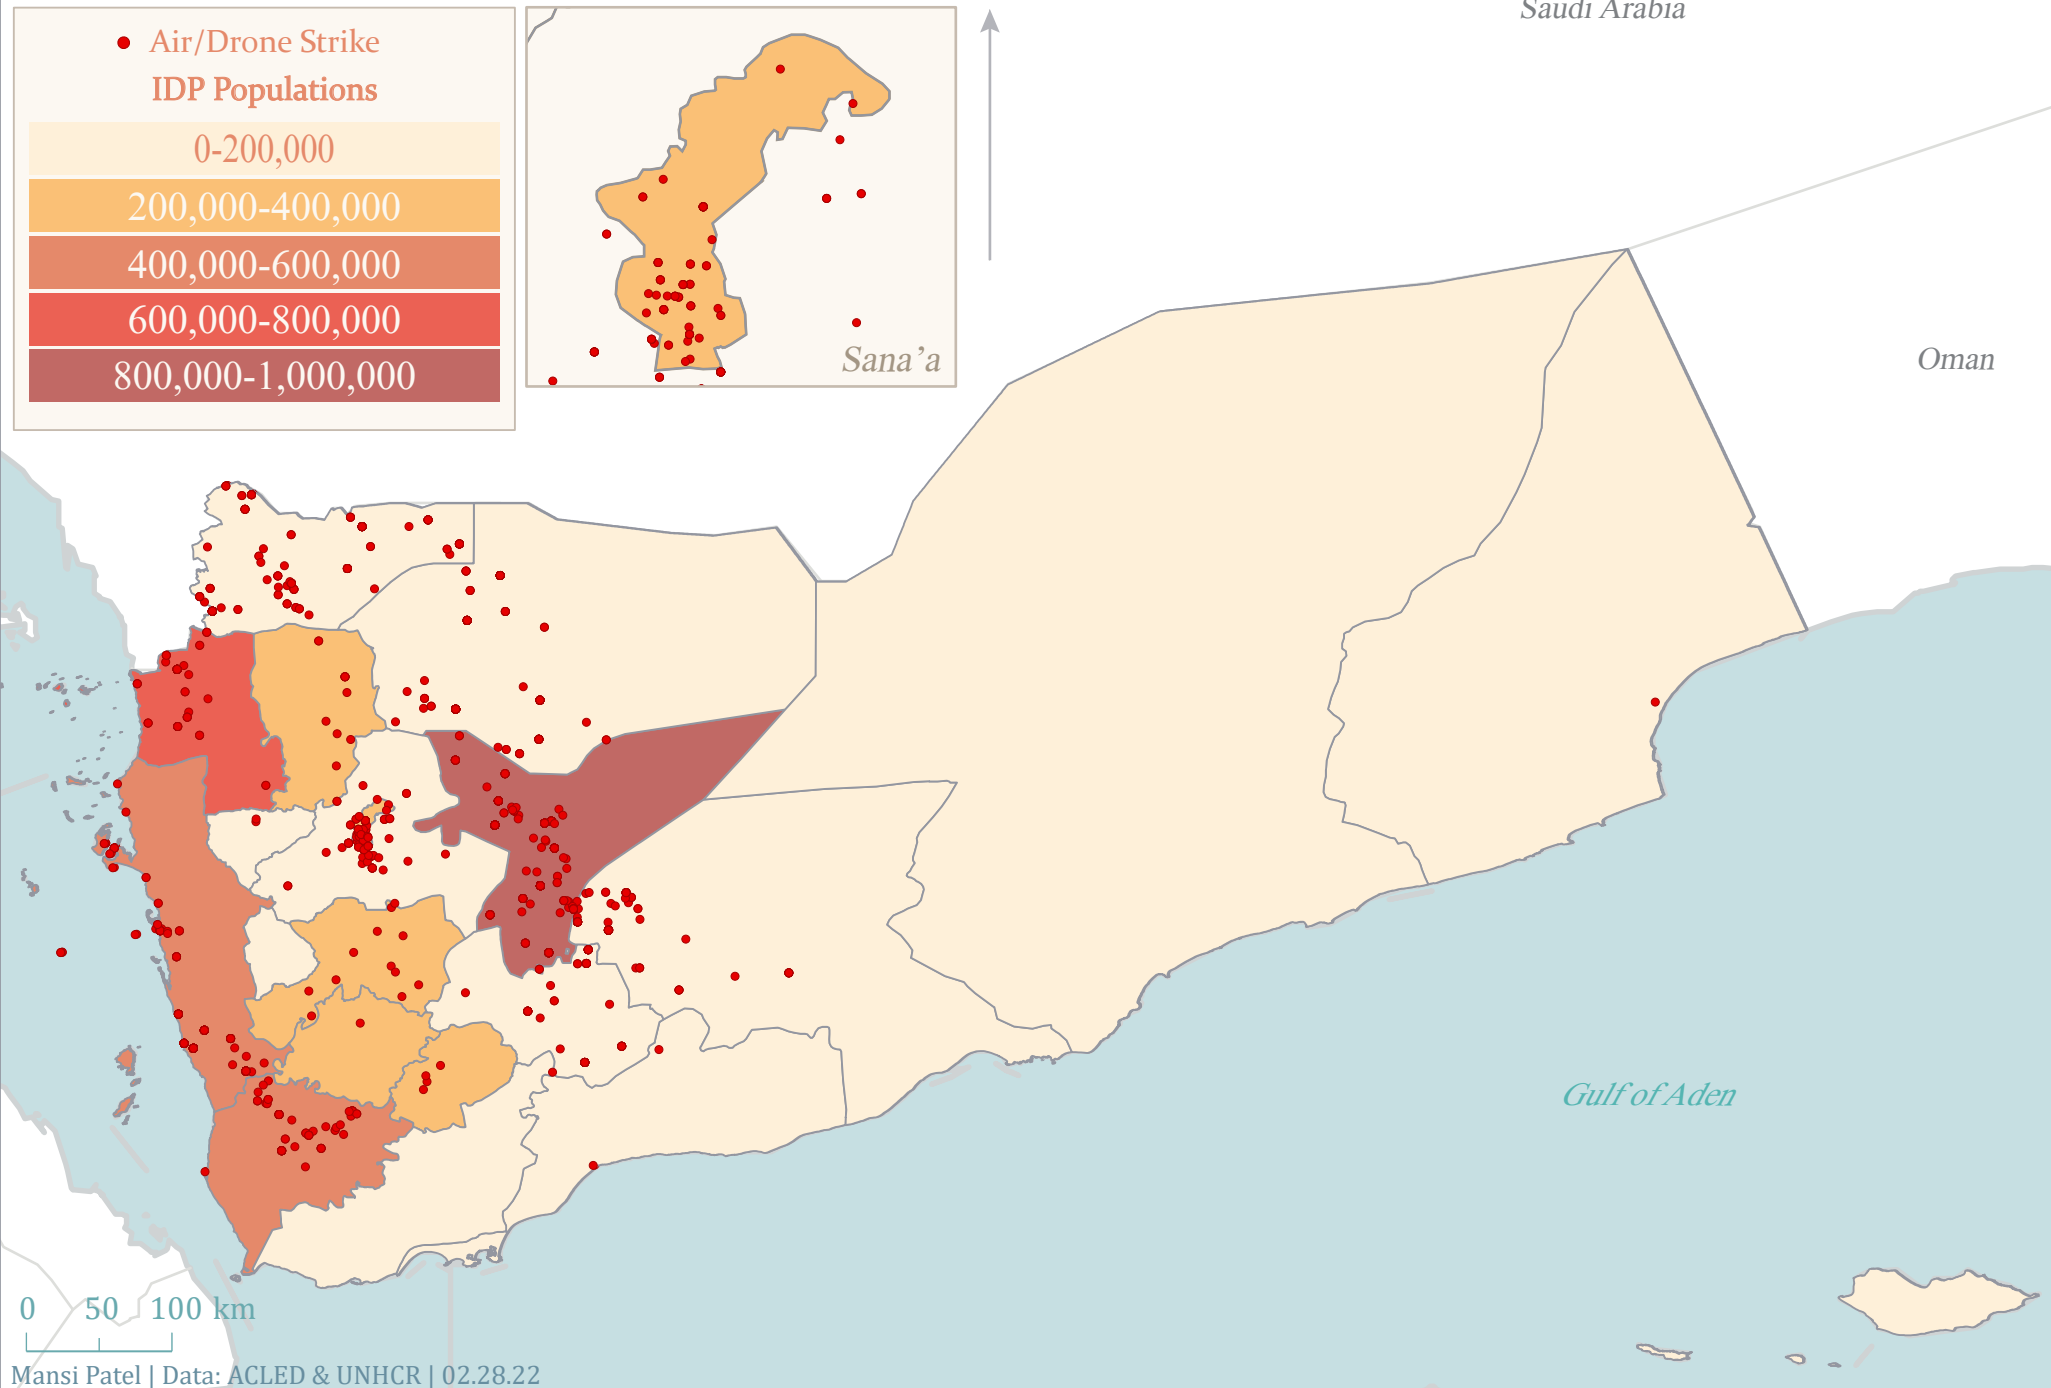 Saudi Arabia
Air/Drone Strike
IDP Populations
0-200,000
200,000-400,000
400,000-600,000
600,000-800,000
800,000-1,000,000
Sana’a
Oman
Gulf of Aden
0 50 100 km
Mansi Patel | Data: ACLED & UNHCR | 02.28.22